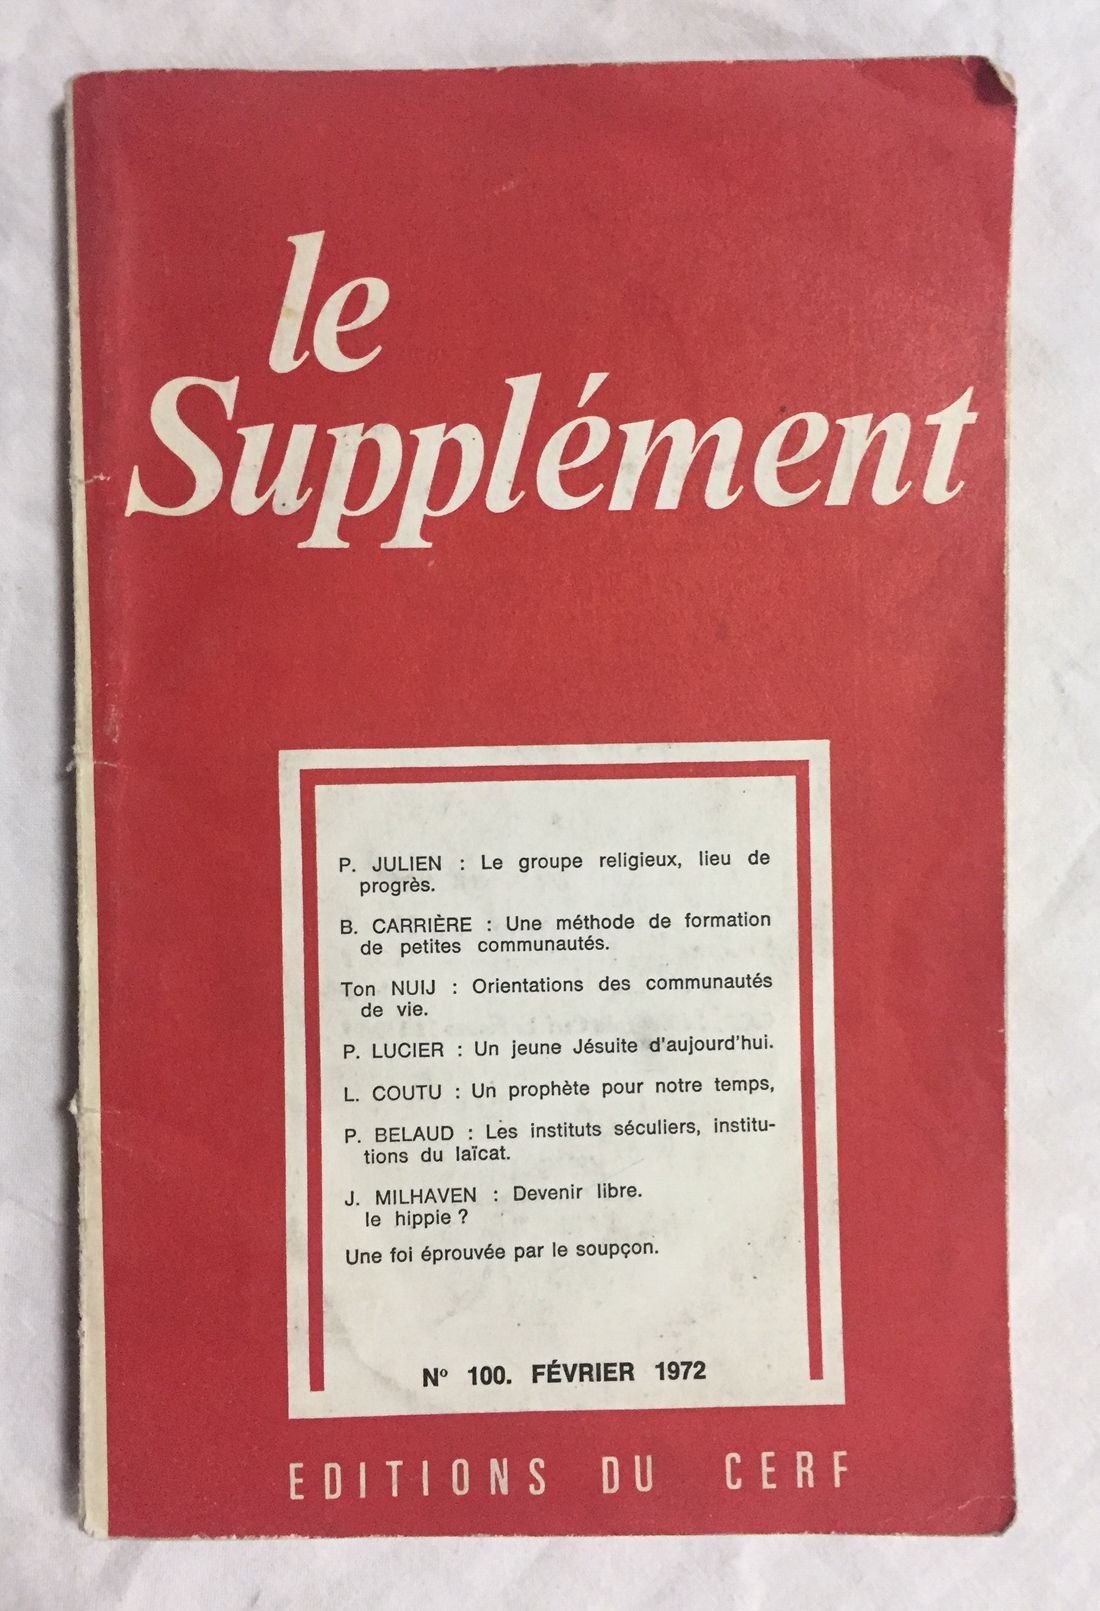 le
Supplément
P. JULIEN : Le groupe religieux, lieu de
progrès.
B. CARRIÈRE : Une méthode de formation
de petites communautés.
Ton NUIJ : Orientations des communautés
de vie.
P. LUCIER : Un jeune Jésuite d'aujourd'hui.
L. COUTU : Un prophète pour notre temps,
P. BELAUD : Les instituts séculiers, institu-
tions du laïcat.
J. MILHAVEN : Devenir libre.
le hippie ?
Une foi éprouvée par le soupçon.
Nº 100. FÉVRIER 1972
EDITIONS DU CERF